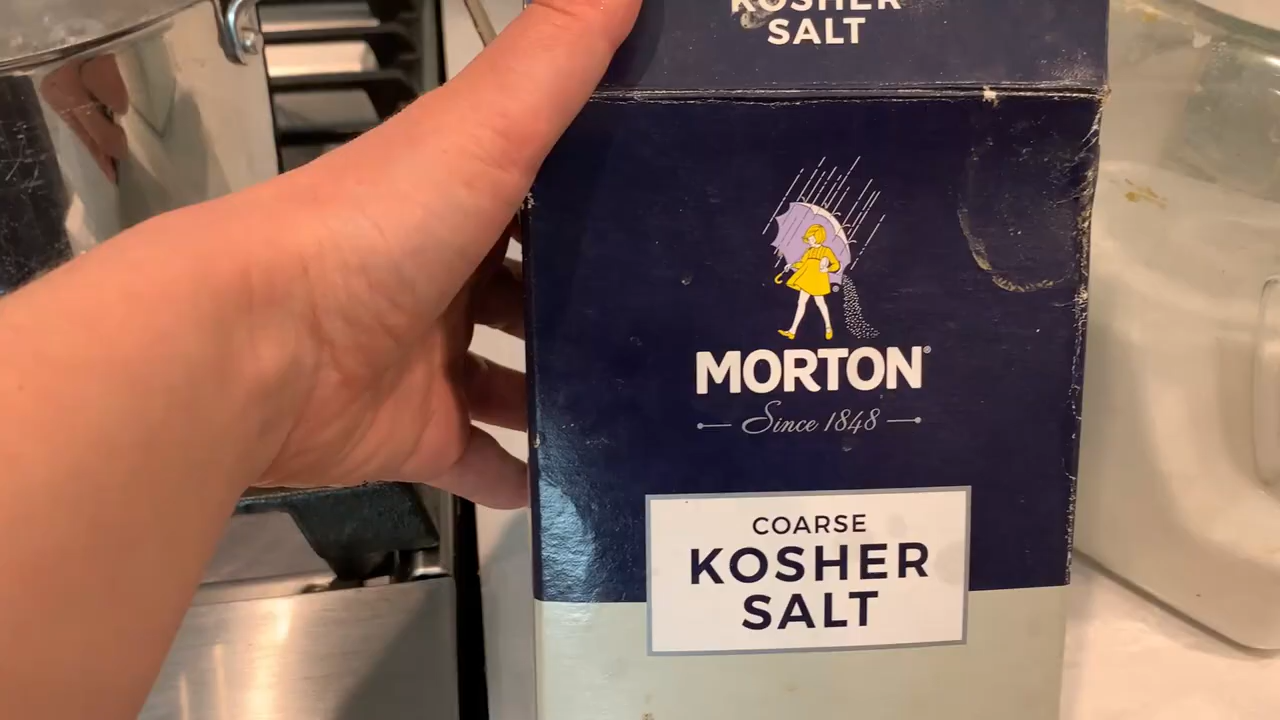 KOSHER
SALT
MORTON®
Since 1848
COARSE
KOSHER
SALT